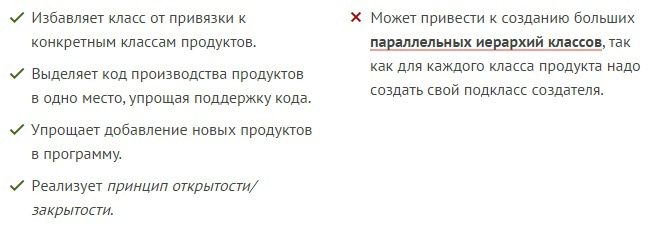 Избавляет класс от привязки к
конкретным классам продуктов.
Выделяет код производства продуктов
в одно место, упрощая поддержку кода.
Упрощает добавление новых продуктов
в программу.
Реализует принцип открытости/
закрытости.
Может привести к созданию больших
параллельных иерархий классов, так
как для каждого класса продукта надо
создать свой подкласс создателя.